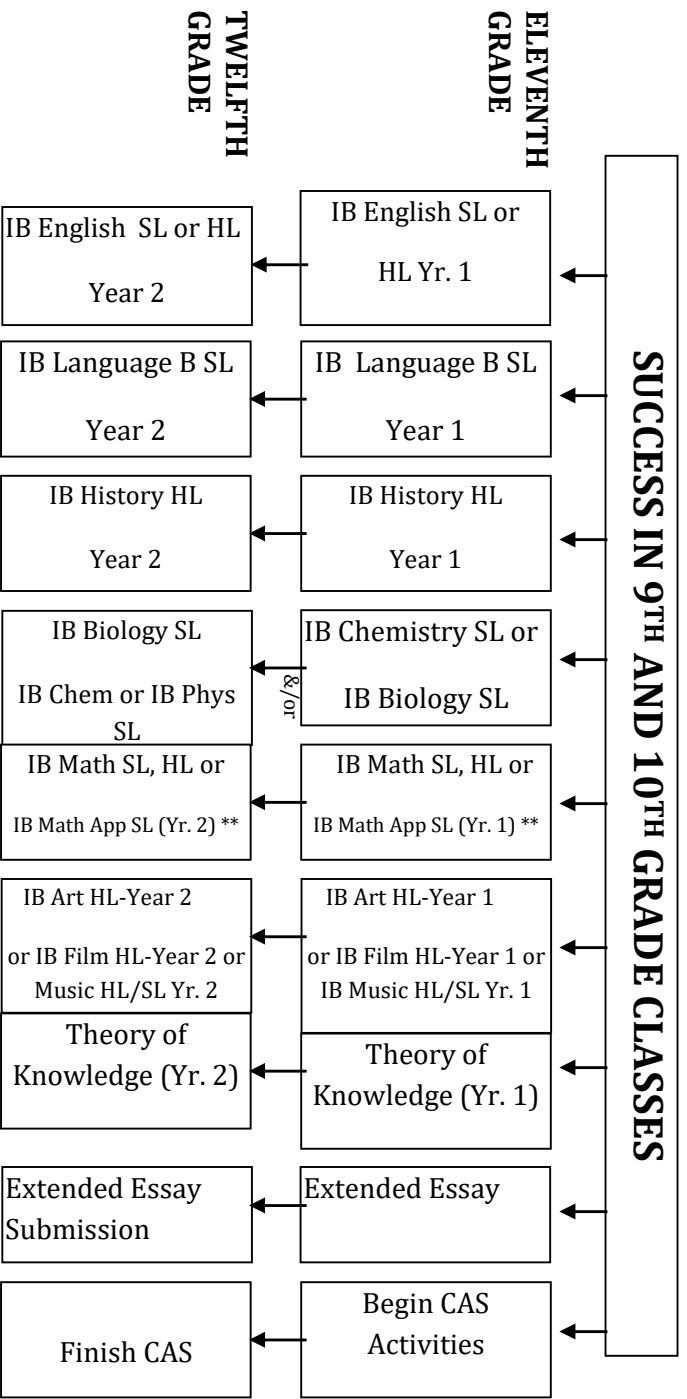 TWELFTH
GRADE
ELEVENTH
GRADE
SUCCESS IN 9TH AND 10TH GRADE CLASSES
IB English SL or HL
Year 2
IB English SL or
HL Yr. 1
IB Language B SL
Year 2
IB Language B SL
Year 1
IB History HL
Year 2
IB History HL
Year 1
IB Biology SL
IB Chem or IB Phys
SL
&/or
IB Chemistry SL or
IB Biology SL
IB Math SL, HL or
IB Math App SL (Yr. 2) **
IB Math SL, HL or
IB Math App SL (Yr. 1) **
IB Art HL-Year 2
or IB Film HL-Year 2 or
Music HL/SL Yr. 2
IB Art HL-Year 1
or IB Film HL-Year 1 or
IB Music HL/SL Yr. 1
Theory of
Knowledge (Yr. 2)
Theory of
Knowledge (Yr. 1)
Extended Essay
Submission
Extended Essay
Finish CAS
Begin CAS
Activities